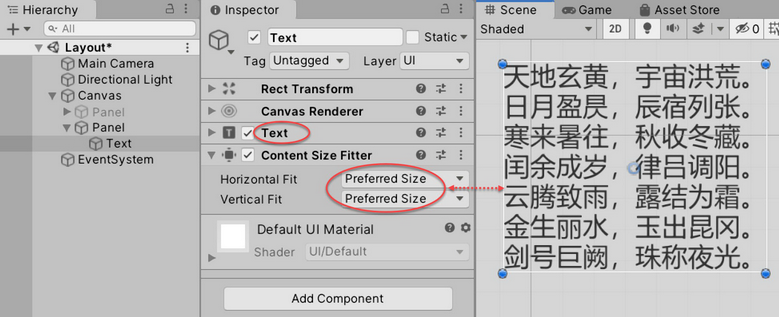 Hierarchy
All
Layout*
Main Camera
Directional Light
Canvas
Panel
Panel
Text
EventSystem
Inspector
Text
Static
Tag Untagged Layer UI
Rect Transform
Canvas Renderer
Text
Content Size Fitter
Horizontal Fit Preferred Size
Vertical Fit Preferred Size
Default UI Material
Shader UI/Default
Add Component
Scene Game Asset Store
Shaded 2D 0
天地玄黄，宇宙洪荒。
日月盈昃，辰宿列张。
寒来暑往，秋收冬藏。
闰余成岁，律吕调阳。
云腾致雨，露结为霜。
金生丽水，玉出昆冈。
剑号巨阙，珠称夜光。